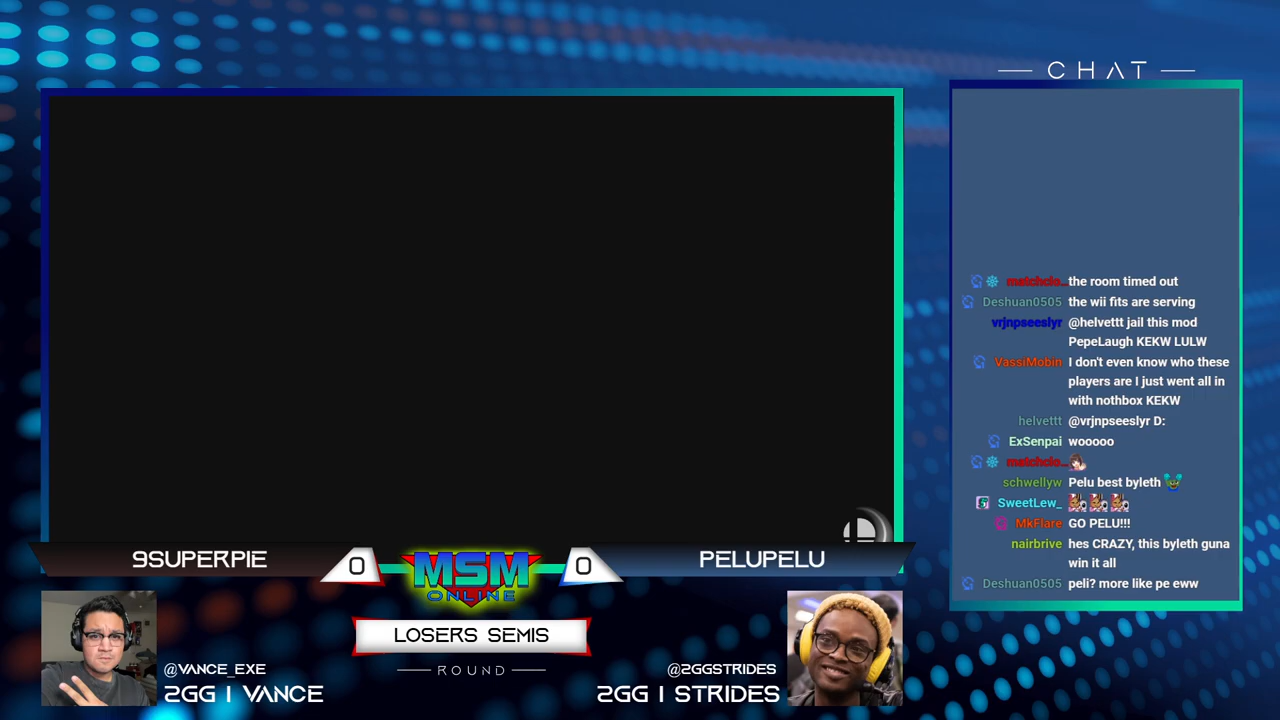 CHAT
matchclo… the room timed out
Deshuan0505 the wii fits are serving
vrjnpseeslyr @helvettt jail this mod
PepeLaugh KEKW LULW
VassiMobin I don't even know who these
players are I just went all in
with nothbox KEKW
helvettt @vrjnpseeslyr D:
ExSenpai wooooo
matchclo…
schwellyw Pelu best byleth
SweetLew_
MkFlare GO PELU!!!
nairbrive hes CRAZY, this byleth guna
win it all
Deshuan0505 peli? more like pe eww
9SUPERPIE 0 MSM 0 PELUPELU
ONLINE
LOSERS SEMIS
ROUND
@VANCE_EXE
2GG | VANCE
@2GGSTRIDES
2GG | STRIDES